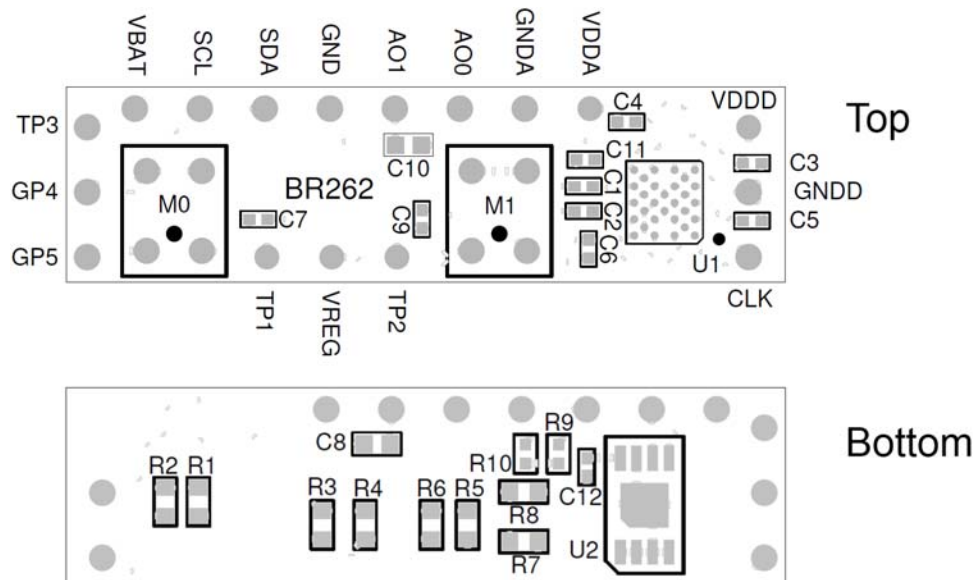 VBAT
SCL
SDA
GND
AO1
AO0
GNDA
VDDA
C4
VDDD
Top
TP3
C11
C3
C10
GP4
M0
BR262
M1
C1
GNDD
C7
C9
C2
C5
GP5
C6
U1
TP1
VREG
TP2
CLK
Bottom
C8
R9
R10
R2
R1
R3
R4
R6
R5
C12
R8
U2
R7